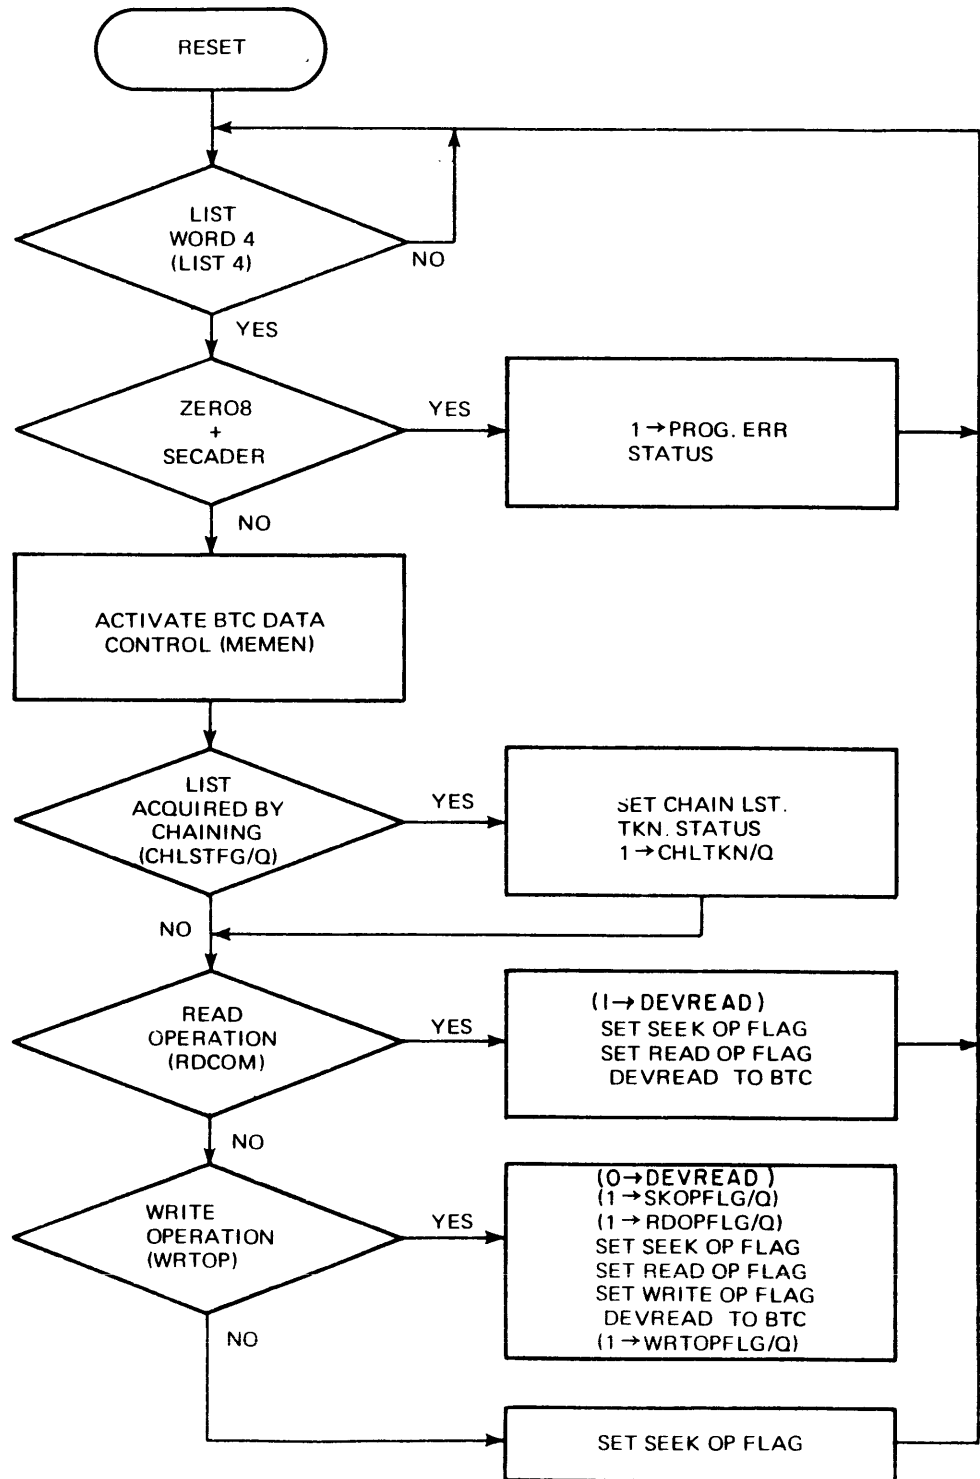 RESET
LIST
WORD 4
(LIST 4)
NO
YES
ZERO8
+
SECADER
YES
1→PROG. ERR
STATUS
NO
ACTIVATE BTC DATA
CONTROL (MEMEN)
LIST
ACQUIRED BY
CHAINING
(CHLSTFG/Q)
YES
SET CHAIN LST.
TKN. STATUS
1→CHLTKN/Q
NO
READ
OPERATION
(RDCOM)
YES
(1→DEVREAD)
SET SEEK OP FLAG
SET READ OP FLAG
DEVREAD TO BTC
NO
WRITE
OPERATION
(WRTOP)
YES
(0→DEVREAD)
(1→SKOPFLG/Q)
(1→RDOPFLG/Q)
SET SEEK OP FLAG
SET READ OP FLAG
SET WRITE OP FLAG
DEVREAD TO BTC
(1→WRTOPFLG/Q)
NO
SET SEEK OP FLAG